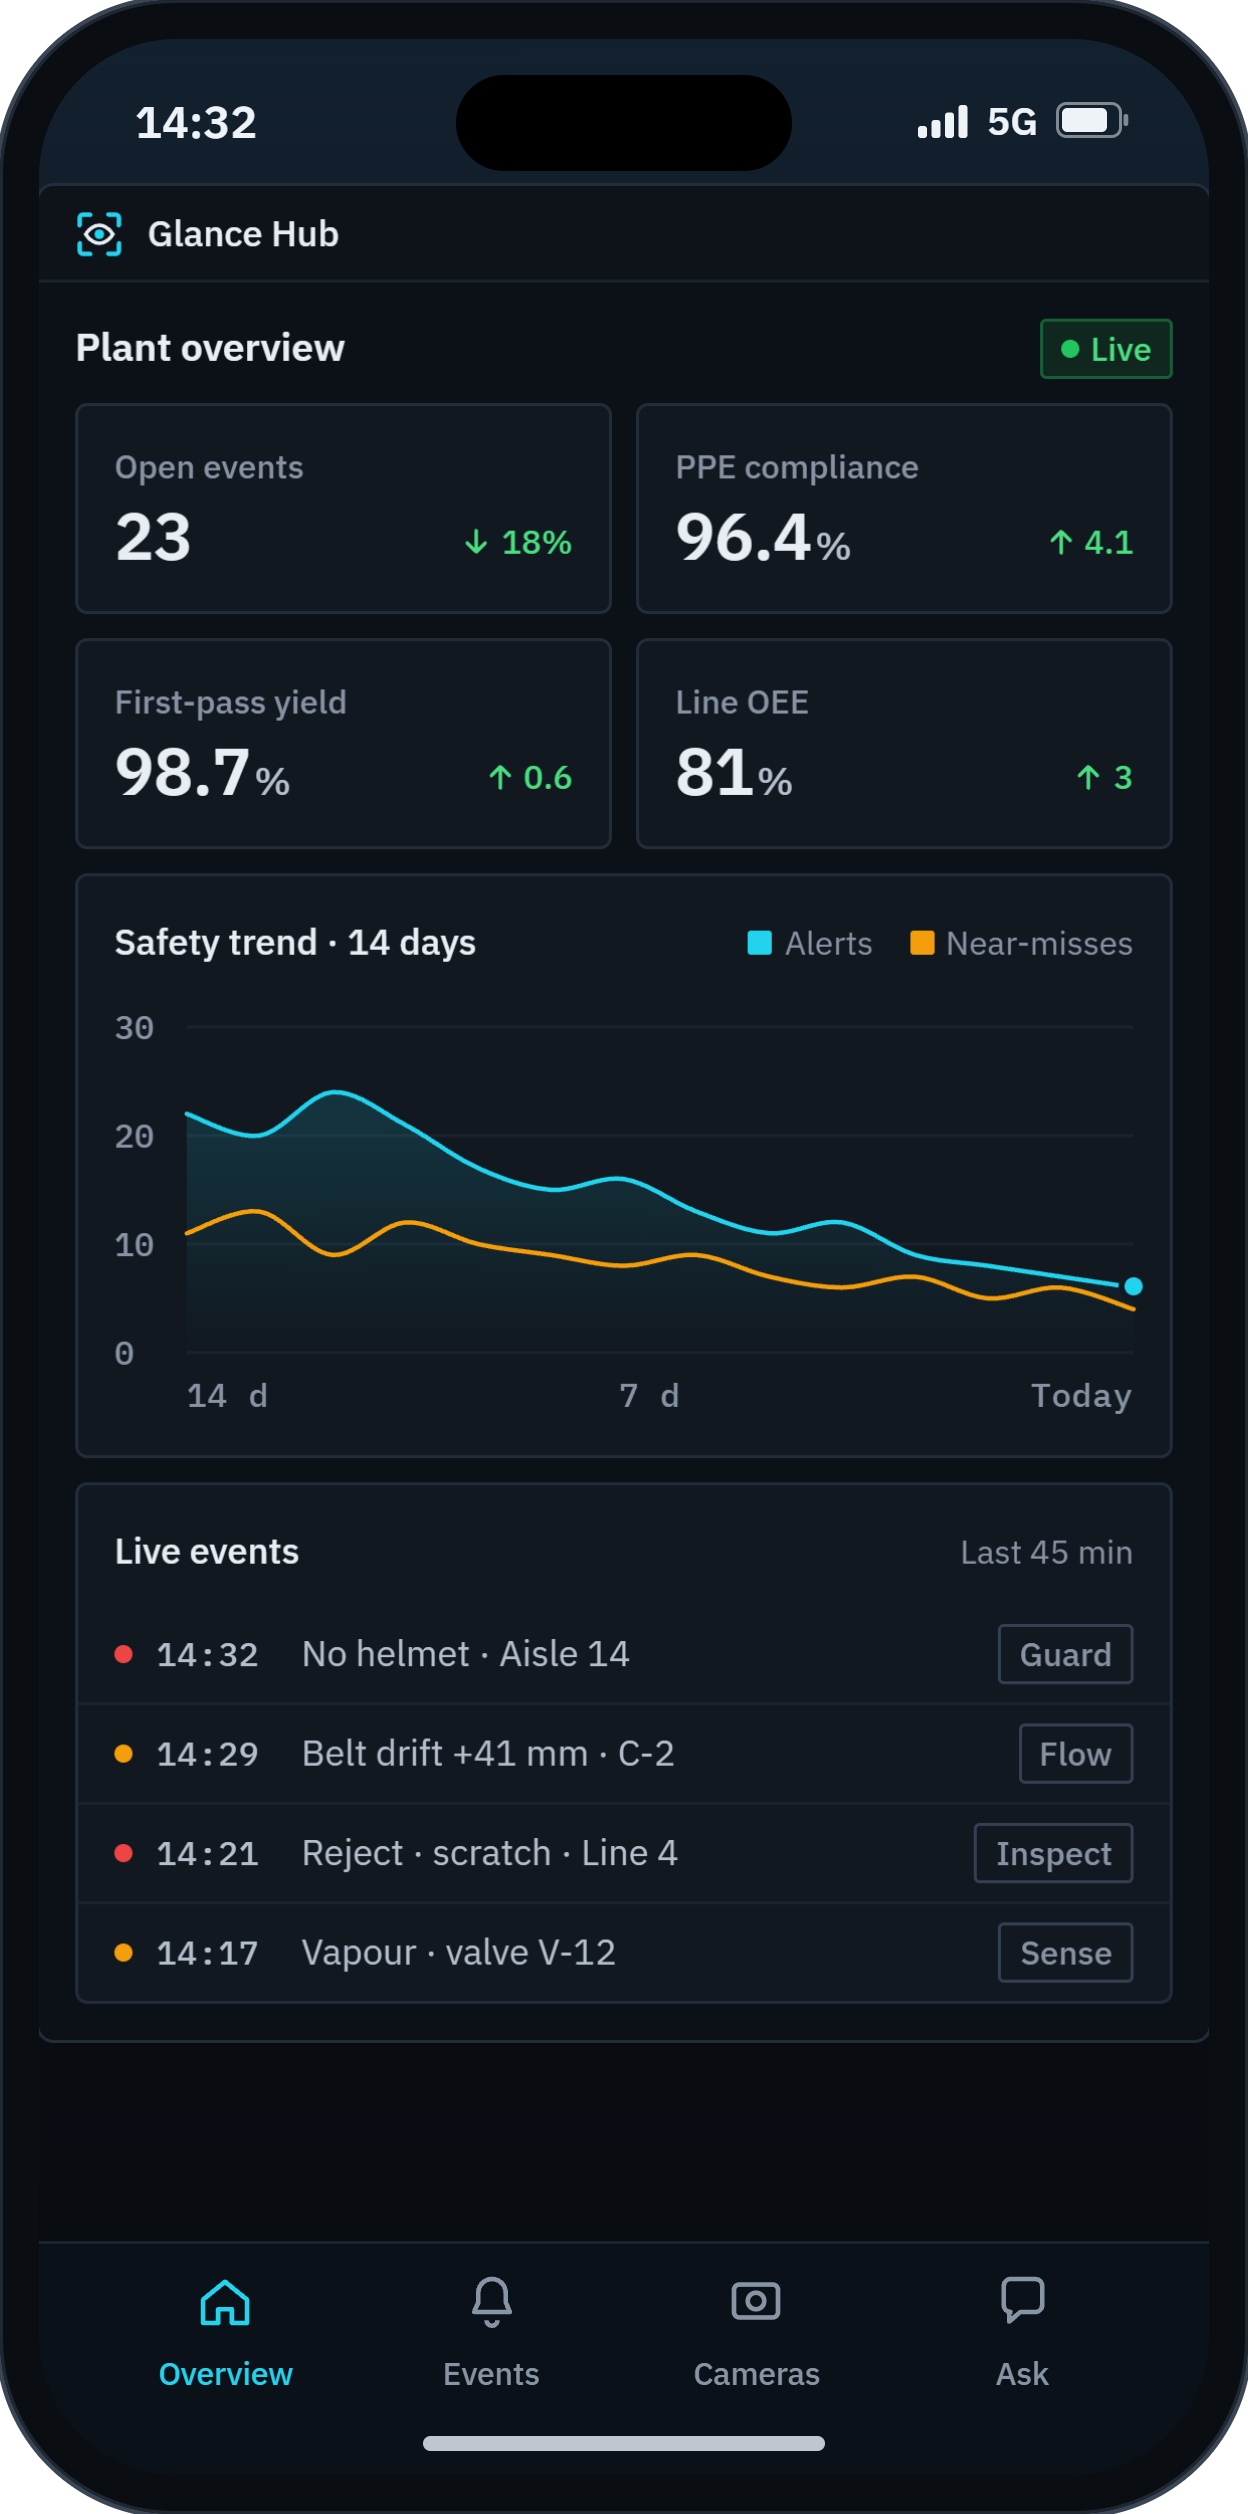 14:32 5G
Glance Hub
Plant overview Live
Open events
23 ↓ 18%
PPE compliance
96.4% ↑ 4.1
First-pass yield
98.7% ↑ 0.6
Line OEE
81% ↑ 3
Safety trend · 14 days Alerts Near-misses
30
20
10
0
14 d 7 d Today
Live events Last 45 min
14:32 No helmet · Aisle 14 Guard
14:29 Belt drift +41 mm · C-2 Flow
14:21 Reject · scratch · Line 4 Inspect
14:17 Vapour · valve V-12 Sense
Overview Events Cameras Ask